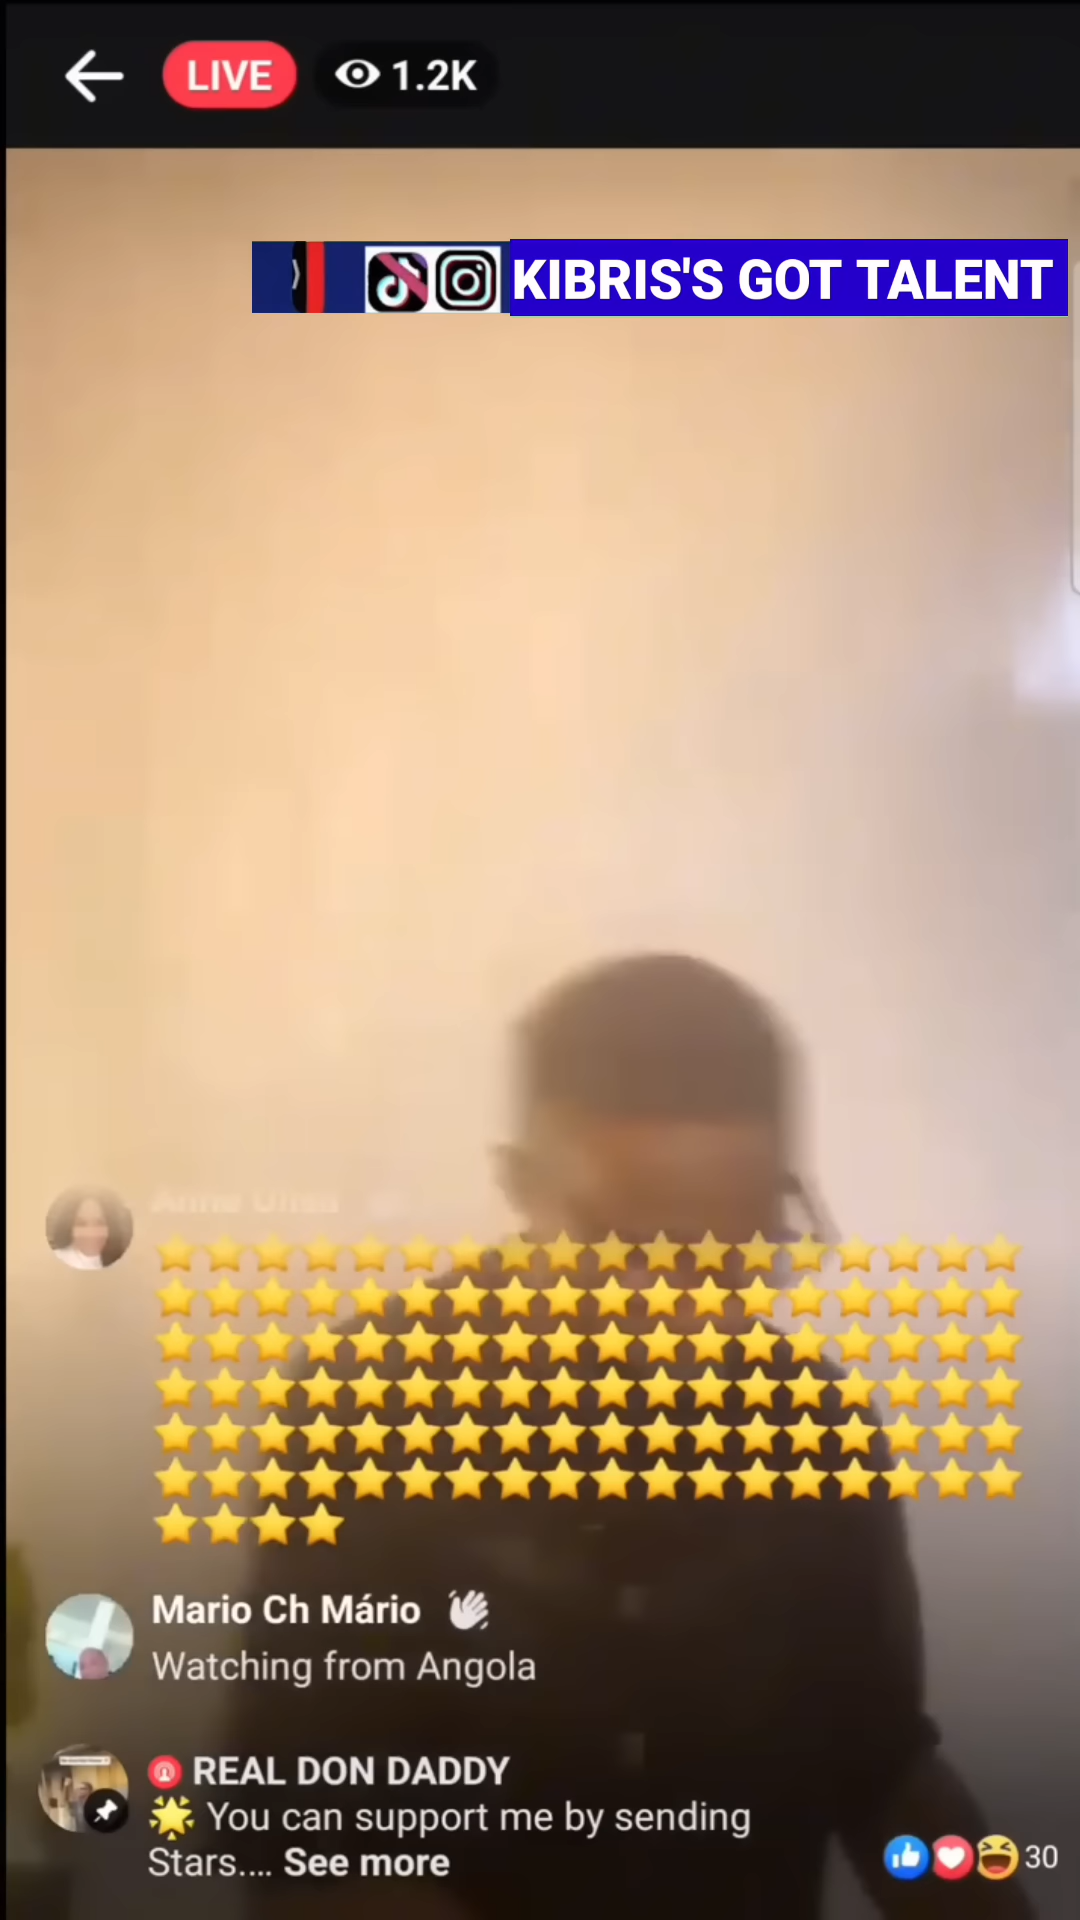 LIVE 1.2K
KIBRIS'S GOT TALENT
⭐⭐⭐⭐⭐⭐⭐⭐⭐⭐⭐⭐⭐⭐⭐⭐⭐⭐
⭐⭐⭐⭐⭐⭐⭐⭐⭐⭐⭐⭐⭐⭐⭐⭐⭐⭐
⭐⭐⭐⭐⭐⭐⭐⭐⭐⭐⭐⭐⭐⭐⭐⭐⭐⭐
⭐⭐⭐⭐⭐⭐⭐⭐⭐⭐⭐⭐⭐⭐⭐⭐⭐⭐
⭐⭐⭐⭐⭐⭐⭐⭐⭐⭐⭐⭐⭐⭐⭐⭐⭐⭐
⭐⭐⭐⭐⭐⭐⭐⭐⭐⭐⭐⭐⭐⭐⭐⭐⭐⭐
⭐⭐⭐⭐
Mario Ch Mário 👋
Watching from Angola
REAL DON DADDY
🌟 You can support me by sending
Stars.... See more
30